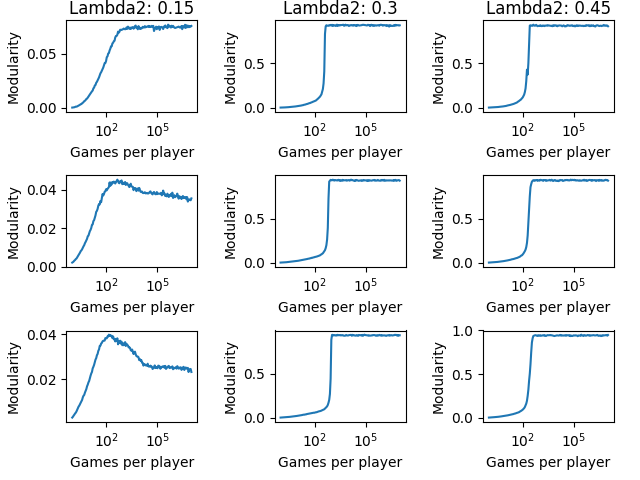 Lambda2: 0.15 Lambda2: 0.3 Lambda2: 0.45
Modularity 0.05 0.00 10² 10⁵ Games per player
Modularity 0.5 0.0 10² 10⁵ Games per player
Modularity 0.5 0.0 10² 10⁵ Games per player
Modularity 0.04 0.02 0.00 10² 10⁵ Games per player
Modularity 0.5 0.0 10² 10⁵ Games per player
Modularity 0.5 0.0 10² 10⁵ Games per player
Modularity 0.04 0.02 10² 10⁵ Games per player
Modularity 0.5 0.0 10² 10⁵ Games per player
Modularity 1.0 0.5 0.0 10² 10⁵ Games per player